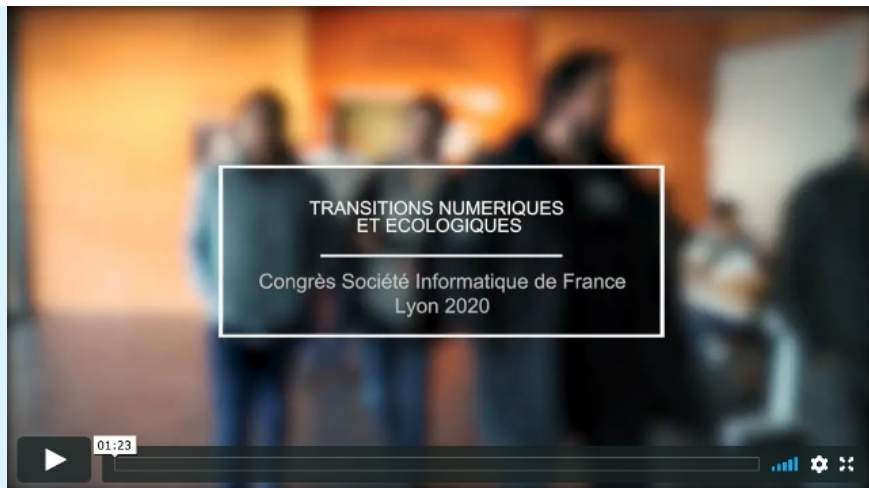 TRANSITIONS NUMERIQUES
ET ECOLOGIQUES
Congrès Société Informatique de France
Lyon 2020
01:23